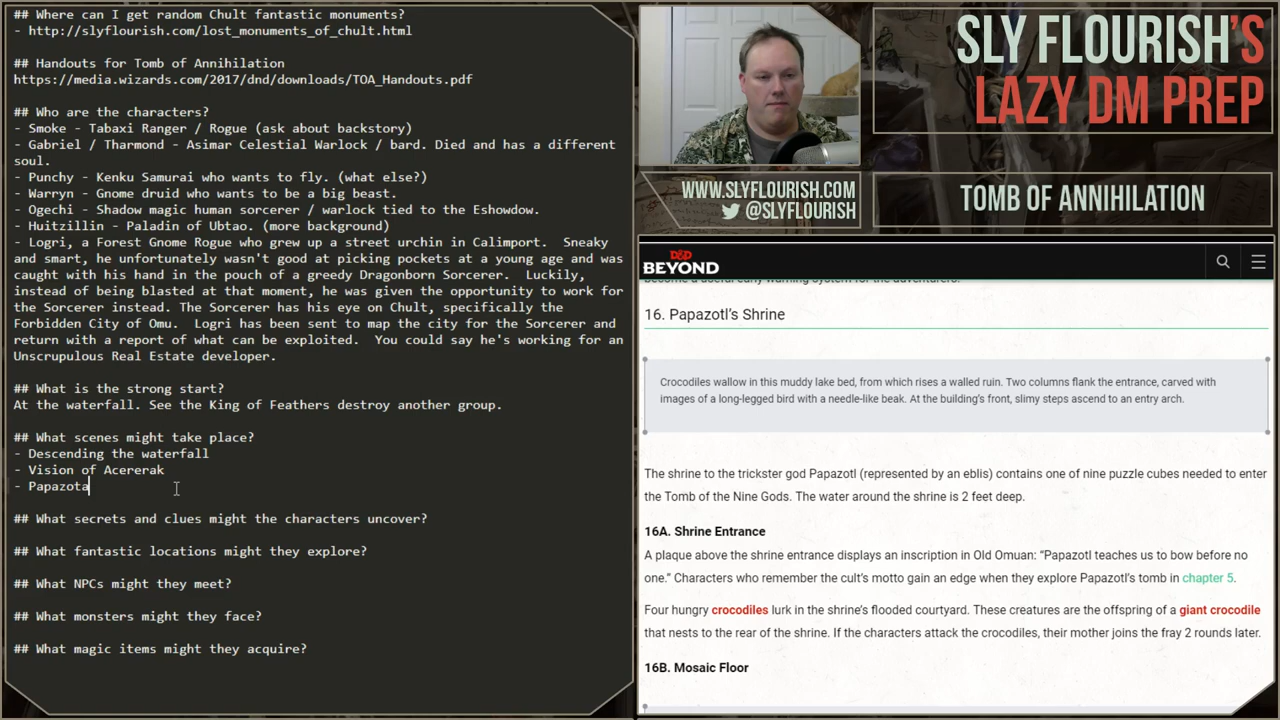 ## Where can I get random Chult fantastic monuments?
- http://slyflourish.com/lost_monuments_of_chult.html
## Handouts for Tomb of Annihilation
https://media.wizards.com/2017/dnd/downloads/TOA_Handouts.pdf
## Who are the characters?
- Smoke - Tabaxi Ranger / Rogue (ask about backstory)
- Gabriel / Tharmond - Asimar Celestial Warlock / bard. Died and has a different
soul.
- Punchy - Kenku Samurai who wants to fly. (what else?)
- Warryn - Gnome druid who wants to be a big beast.
- Ogechi - Shadow magic human sorcerer / warlock tied to the Eshowdow.
- Huitzillin - Paladin of Ubtao. (more background)
- Logri, a Forest Gnome Rogue who grew up a street urchin in Calimport. Sneaky
and smart, he unfortunately wasn't good at picking pockets at a young age and was
caught with his hand in the pouch of a greedy Dragonborn Sorcerer. Luckily,
instead of being blasted at that moment, he was given the opportunity to work for
the Sorcerer instead. The Sorcerer has his eye on Chult, specifically the
Forbidden City of Omu. Logri has been sent to map the city for the Sorcerer and
return with a report of what can be exploited. You could say he's working for an
Unscrupulous Real Estate developer.
## What is the strong start?
At the waterfall. See the King of Feathers destroy another group.
## What scenes might take place?
- Descending the waterfall
- Vision of Acererak
- Papazota
## What secrets and clues might the characters uncover?
## What fantastic locations might they explore?
## What NPCs might they meet?
## What monsters might they face?
## What magic items might they acquire?
SLY FLOURISH'S
LAZY DM PREP
WWW.SLYFLOURISH.COM
@SLYFLOURISH
TOMB OF ANNIHILATION
D&D
BEYOND
16. Papazotl's Shrine
Crocodiles wallow in this muddy lake bed, from which rises a walled ruin. Two columns flank the entrance, carved with
images of a long-legged bird with a needle-like beak. At the building's front, slimy steps ascend to an entry arch.
The shrine to the trickster god Papazotl (represented by an eblis) contains one of nine puzzle cubes needed to enter
the Tomb of the Nine Gods. The water around the shrine is 2 feet deep.
16A. Shrine Entrance
A plaque above the shrine entrance displays an inscription in Old Omuan: “Papazotl teaches us to bow before no
one.” Characters who remember the cult's motto gain an edge when they explore Papazotl's tomb in chapter 5.
Four hungry crocodiles lurk in the shrine's flooded courtyard. These creatures are the offspring of a giant crocodile
that nests to the rear of the shrine. If the characters attack the crocodiles, their mother joins the fray 2 rounds later.
16B. Mosaic Floor